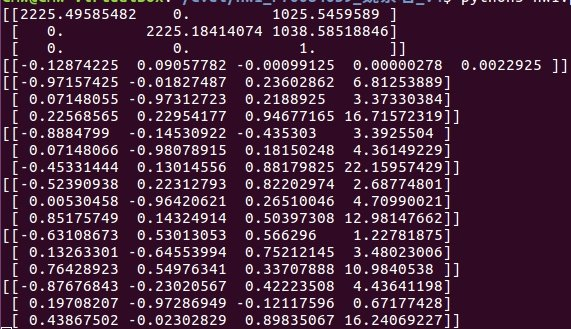 [[2225.49585482 0. 1025.5459589 ]
[ 0. 2225.18414074 1038.58518846]
[ 0. 0. 1. ]]
[[-0.12874225 0.09057782 -0.00099125 0.00000278 0.0022925 ]]
[[-0.97157425 -0.01827487 0.23602862 6.81253889]
[ 0.07148055 -0.97312723 0.2188925 3.37330384]
[ 0.22568565 0.22954177 0.94677165 16.71572319]]
[[-0.8884799 -0.14530922 -0.435303 3.3925504 ]
[ 0.07148066 -0.98078915 0.18150248 4.36149229]
[-0.45331444 0.13014556 0.88179825 22.15957429]]
[[-0.52390938 0.22312793 0.82202974 2.68774801]
[ 0.00530458 -0.96420621 0.26510046 4.70990021]
[ 0.85175749 0.14324914 0.50397308 12.98147662]]
[[-0.63108673 0.53013053 0.566296 1.22781875]
[ 0.13263301 -0.64553994 0.75212145 3.48023006]
[ 0.76428923 0.54976341 0.33707888 10.9840538 ]]
[[-0.87676843 -0.23020567 0.42223508 4.43641198]
[ 0.19708207 -0.97286949 -0.12117596 0.67177428]
[ 0.43867502 -0.02302829 0.89835067 16.24069227]]